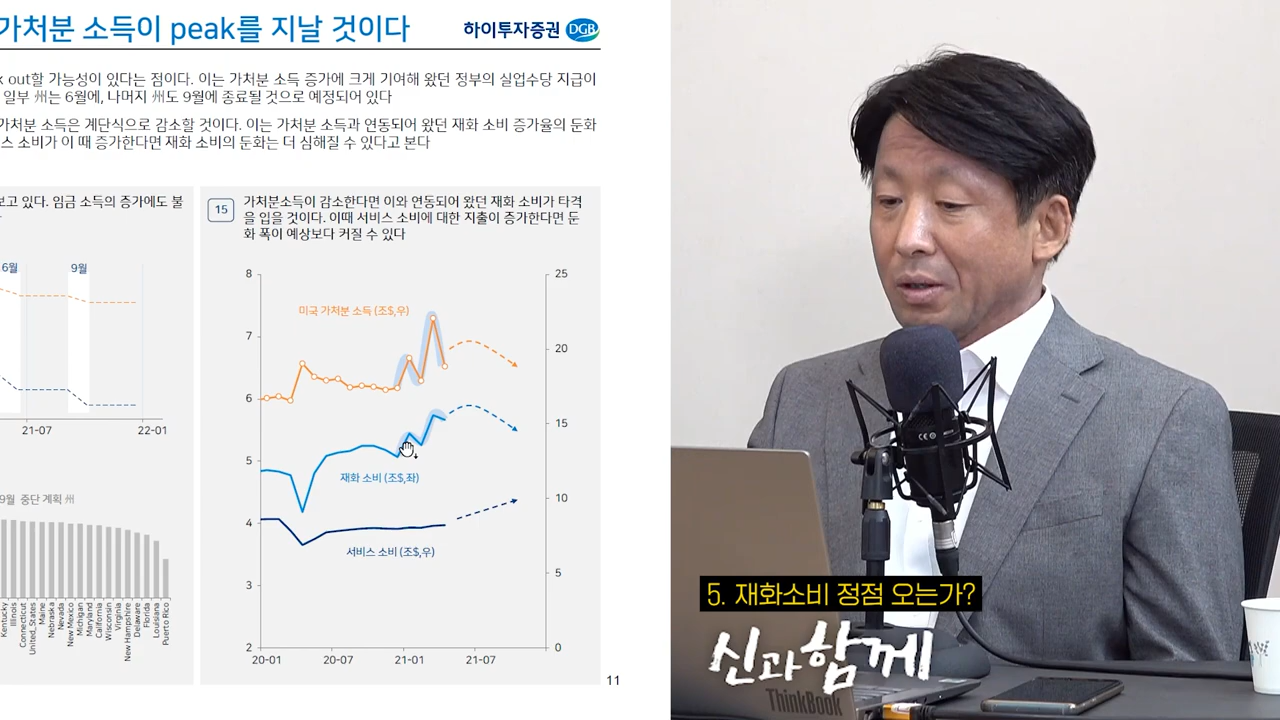 가처분 소득이 peak를 지날 것이다
하이투자증권 DGB
k out할 가능성이 있다는 점이다. 이는 가처분 소득 증가에 크게 기여해 왔던 정부의 실업수당 지급이
일부 州는 6월에, 나머지 州도 9월에 종료될 것으로 예정되어 있다
가처분 소득은 계단식으로 감소할 것이다. 이는 가처분 소득과 연동되어 왔던 재화 소비 증가율의 둔화
스 소비가 이 때 증가한다면 재화 소비의 둔화는 더 심해질 수 있다고 본다
보고 있다. 임금 소득의 증가에도 불
6월
9월
21-07
22-01
9월 중단 계획 州
Kentucky
Illinois
Connecticut
United, States
Maine
Nebraska
Nevada
New Mexico
Michigan
Maryland
California
Wisconsin
Virginia
New Hampshire
Delaware
Florida
Louisiana
Puerto Rico
15
가처분소득이 감소한다면 이와 연동되어 왔던 재화 소비가 타격
을 입을 것이다. 이때 서비스 소비에 대한 지출이 증가한다면 둔
화 폭이 예상보다 커질 수 있다
8
7
6
5
4
3
2
25
20
15
10
5
0
미국 가처분 소득 (조$,우)
재화 소비 (조$,좌)
서비스 소비 (조$,우)
20-01
20-07
21-01
21-07
11
5. 재화소비 정점 오는가?
신과함께
ThinkBook
CE